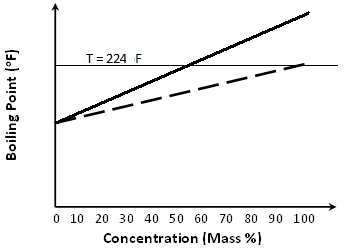 T = 224 °F
Boiling Point (°F)
0 10 20 30 40 50 60 70 80 90 100
Concentration (Mass %)